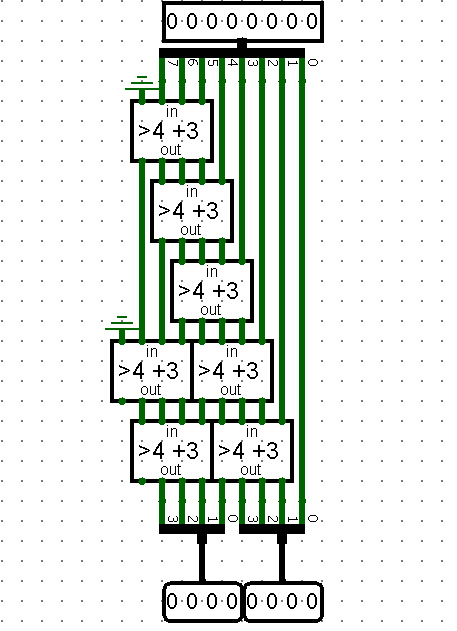 0 0 0 0 0 0 0 0
7 6 5 4 3 2 1 0
in
>4 +3
out
in
>4 +3
out
in
>4 +3
out
in in
>4 +3 >4 +3
out out
in in
>4 +3 >4 +3
out out
3 2 1 0 3 2 1 0
0 0 0 0 0 0 0 0